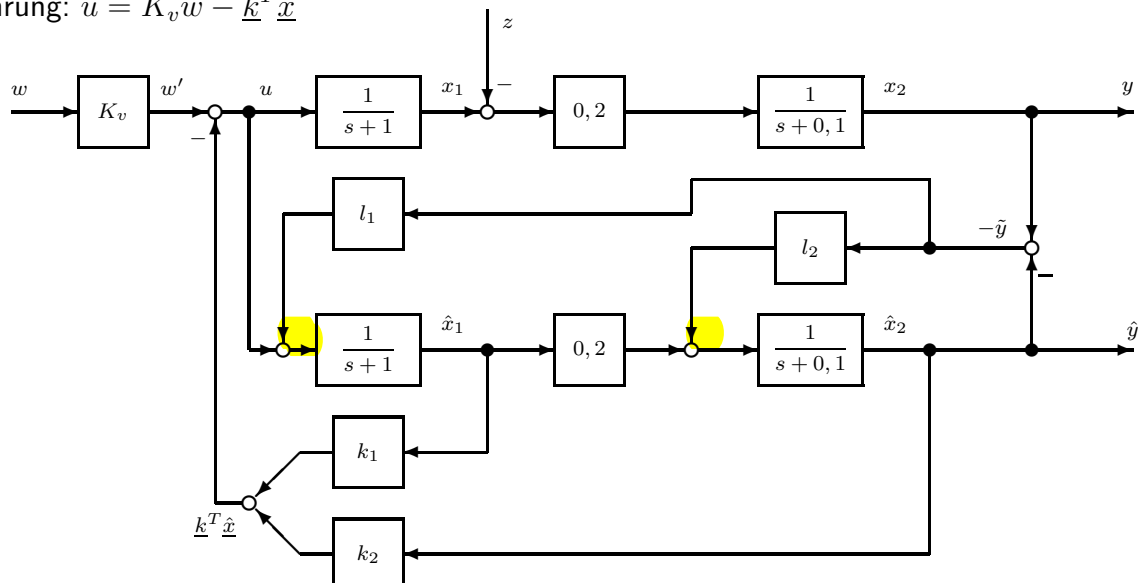 rung: u = K_v w − k^T x
z
w
K_v
w′
−
u
1
s + 1
x_1
−
0, 2
1
s + 0, 1
x_2
y
l_1
l_2
−ỹ
−
1
s + 1
x̂_1
0, 2
1
s + 0, 1
x̂_2
ŷ
k_1
k^T x̂
k_2